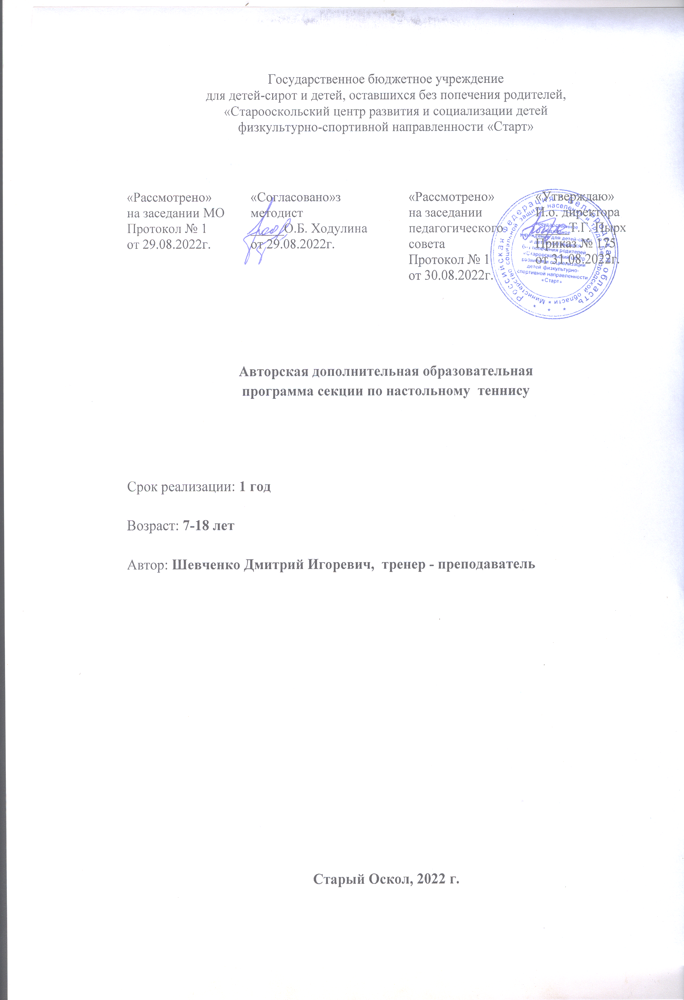 Государственное бюджетное учреждение
для детей-сирот и детей, оставшихся без попечения родителей,
«Старооскольский центр развития и социализации детей
физкультурно-спортивной направленности «Старт»
«Рассмотрено»
на заседании МО
Протокол № 1
от 29.08.2022г.
«Согласовано»з
методист
_____О.Б. Ходулина
от 29.08.2022г.
«Рассмотрено»
на заседании
педагогического
совета
Протокол № 1
от 30.08.2022г.
«Утверждаю»
И.о. директора
_____Т.Г. Пырх
Приказ № 175
от 31.08.2022г.
Российская Федерация * Белгородская область
Министерство социальной защиты населения и труда Белгородской области
государственное
бюджетное
учреждение для детей-сирот
и детей, оставшихся
без попечения родителей
«Старооскольский центр
развития и социализации
детей физкультурно-
спортивной направленности
«Старт»
Авторская дополнительная образовательная
программа секции по настольному теннису
Срок реализации: 1 год
Возраст: 7-18 лет
Автор: Шевченко Дмитрий Игоревич, тренер - преподаватель
Старый Оскол, 2022 г.